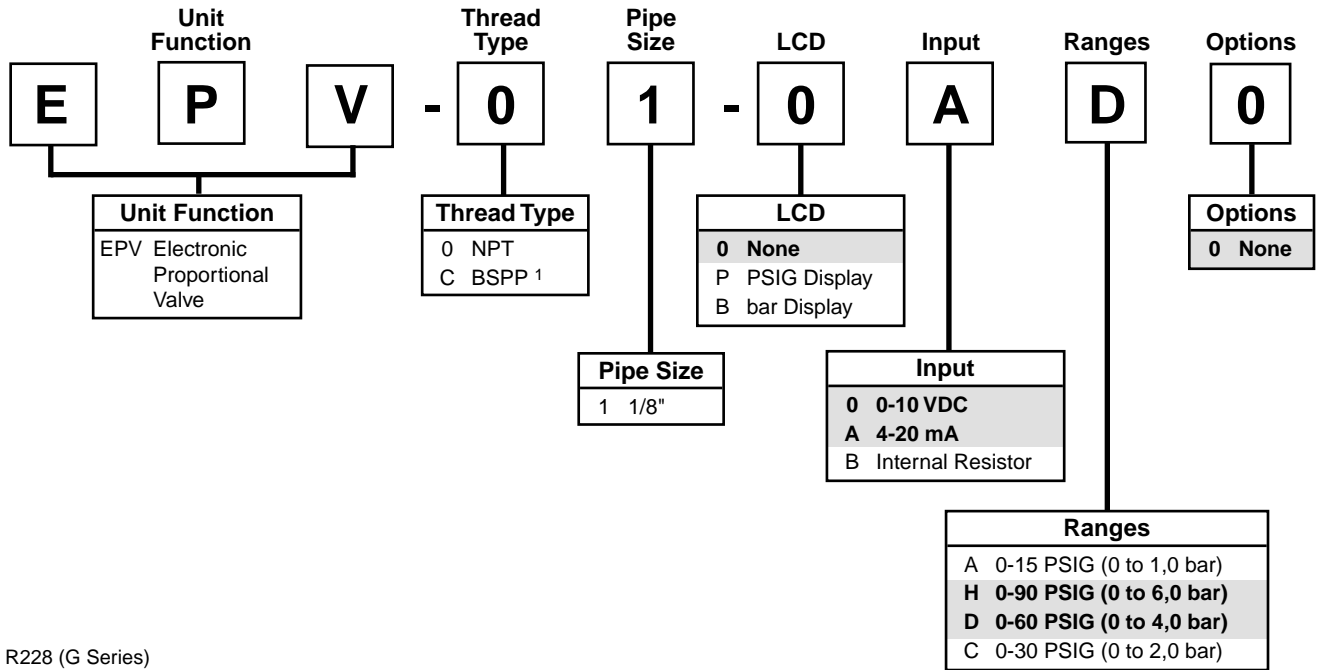 Unit Function
Thread Type
Pipe Size
LCD
Input
Ranges
Options
E P V - 0 1 - 0 A D 0
Unit Function
EPV Electronic
Proportional
Valve
Thread Type
0 NPT
C BSPP 1
LCD
0 None
P PSIG Display
B bar Display
Options
0 None
Pipe Size
1 1/8"
Input
0 0-10 VDC
A 4-20 mA
B Internal Resistor
Ranges
A 0-15 PSIG (0 to 1,0 bar)
H 0-90 PSIG (0 to 6,0 bar)
D 0-60 PSIG (0 to 4,0 bar)
C 0-30 PSIG (0 to 2,0 bar)
R228 (G Series)